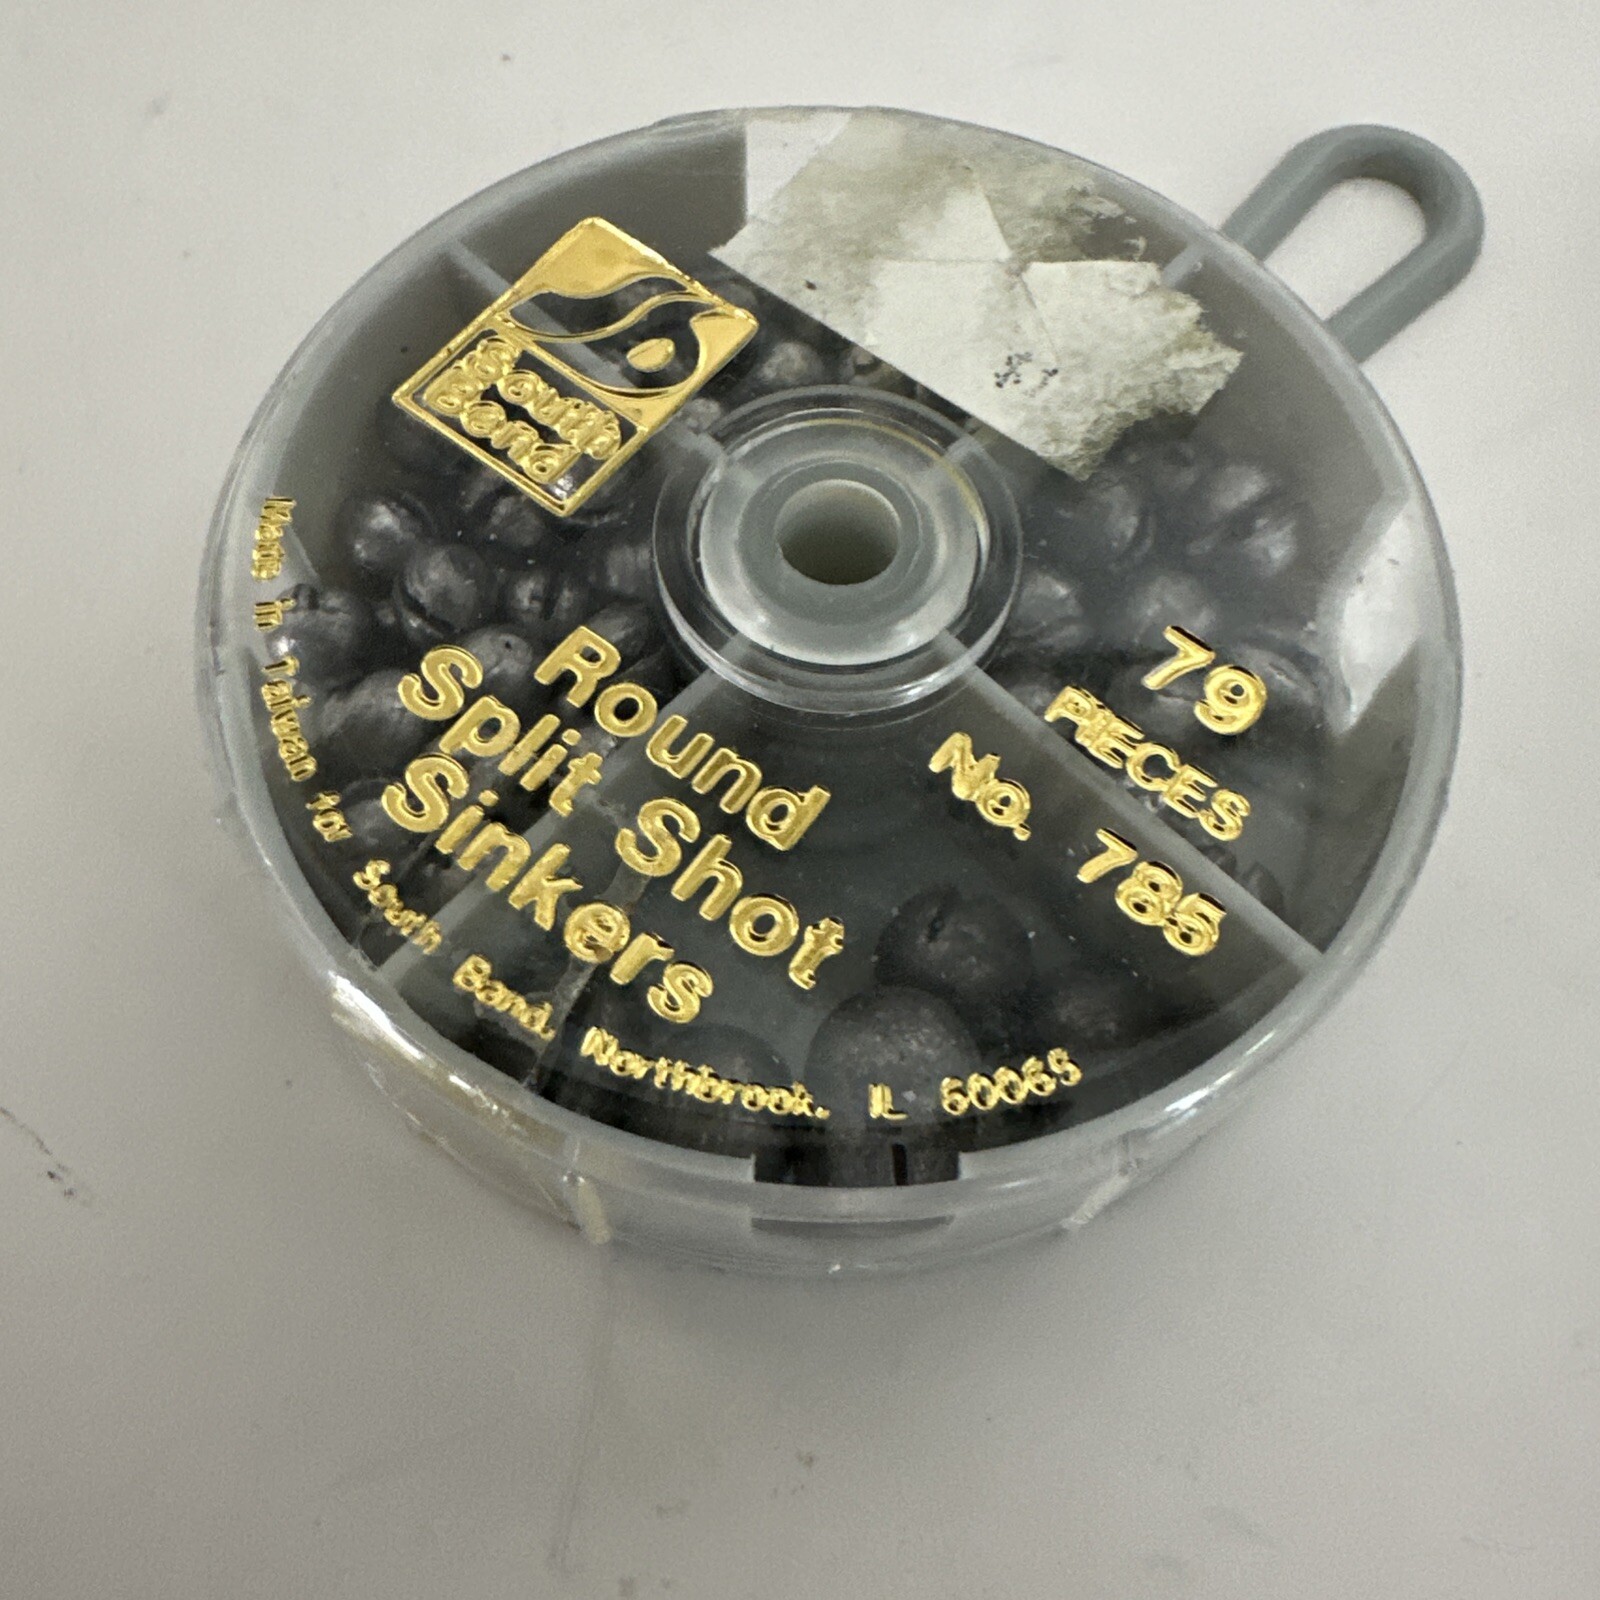 South
Bend
Round
Split Shot
Sinkers
79
PIECES
No. 785
Made in Taiwan for South Bend, Northbrook, IL 60065